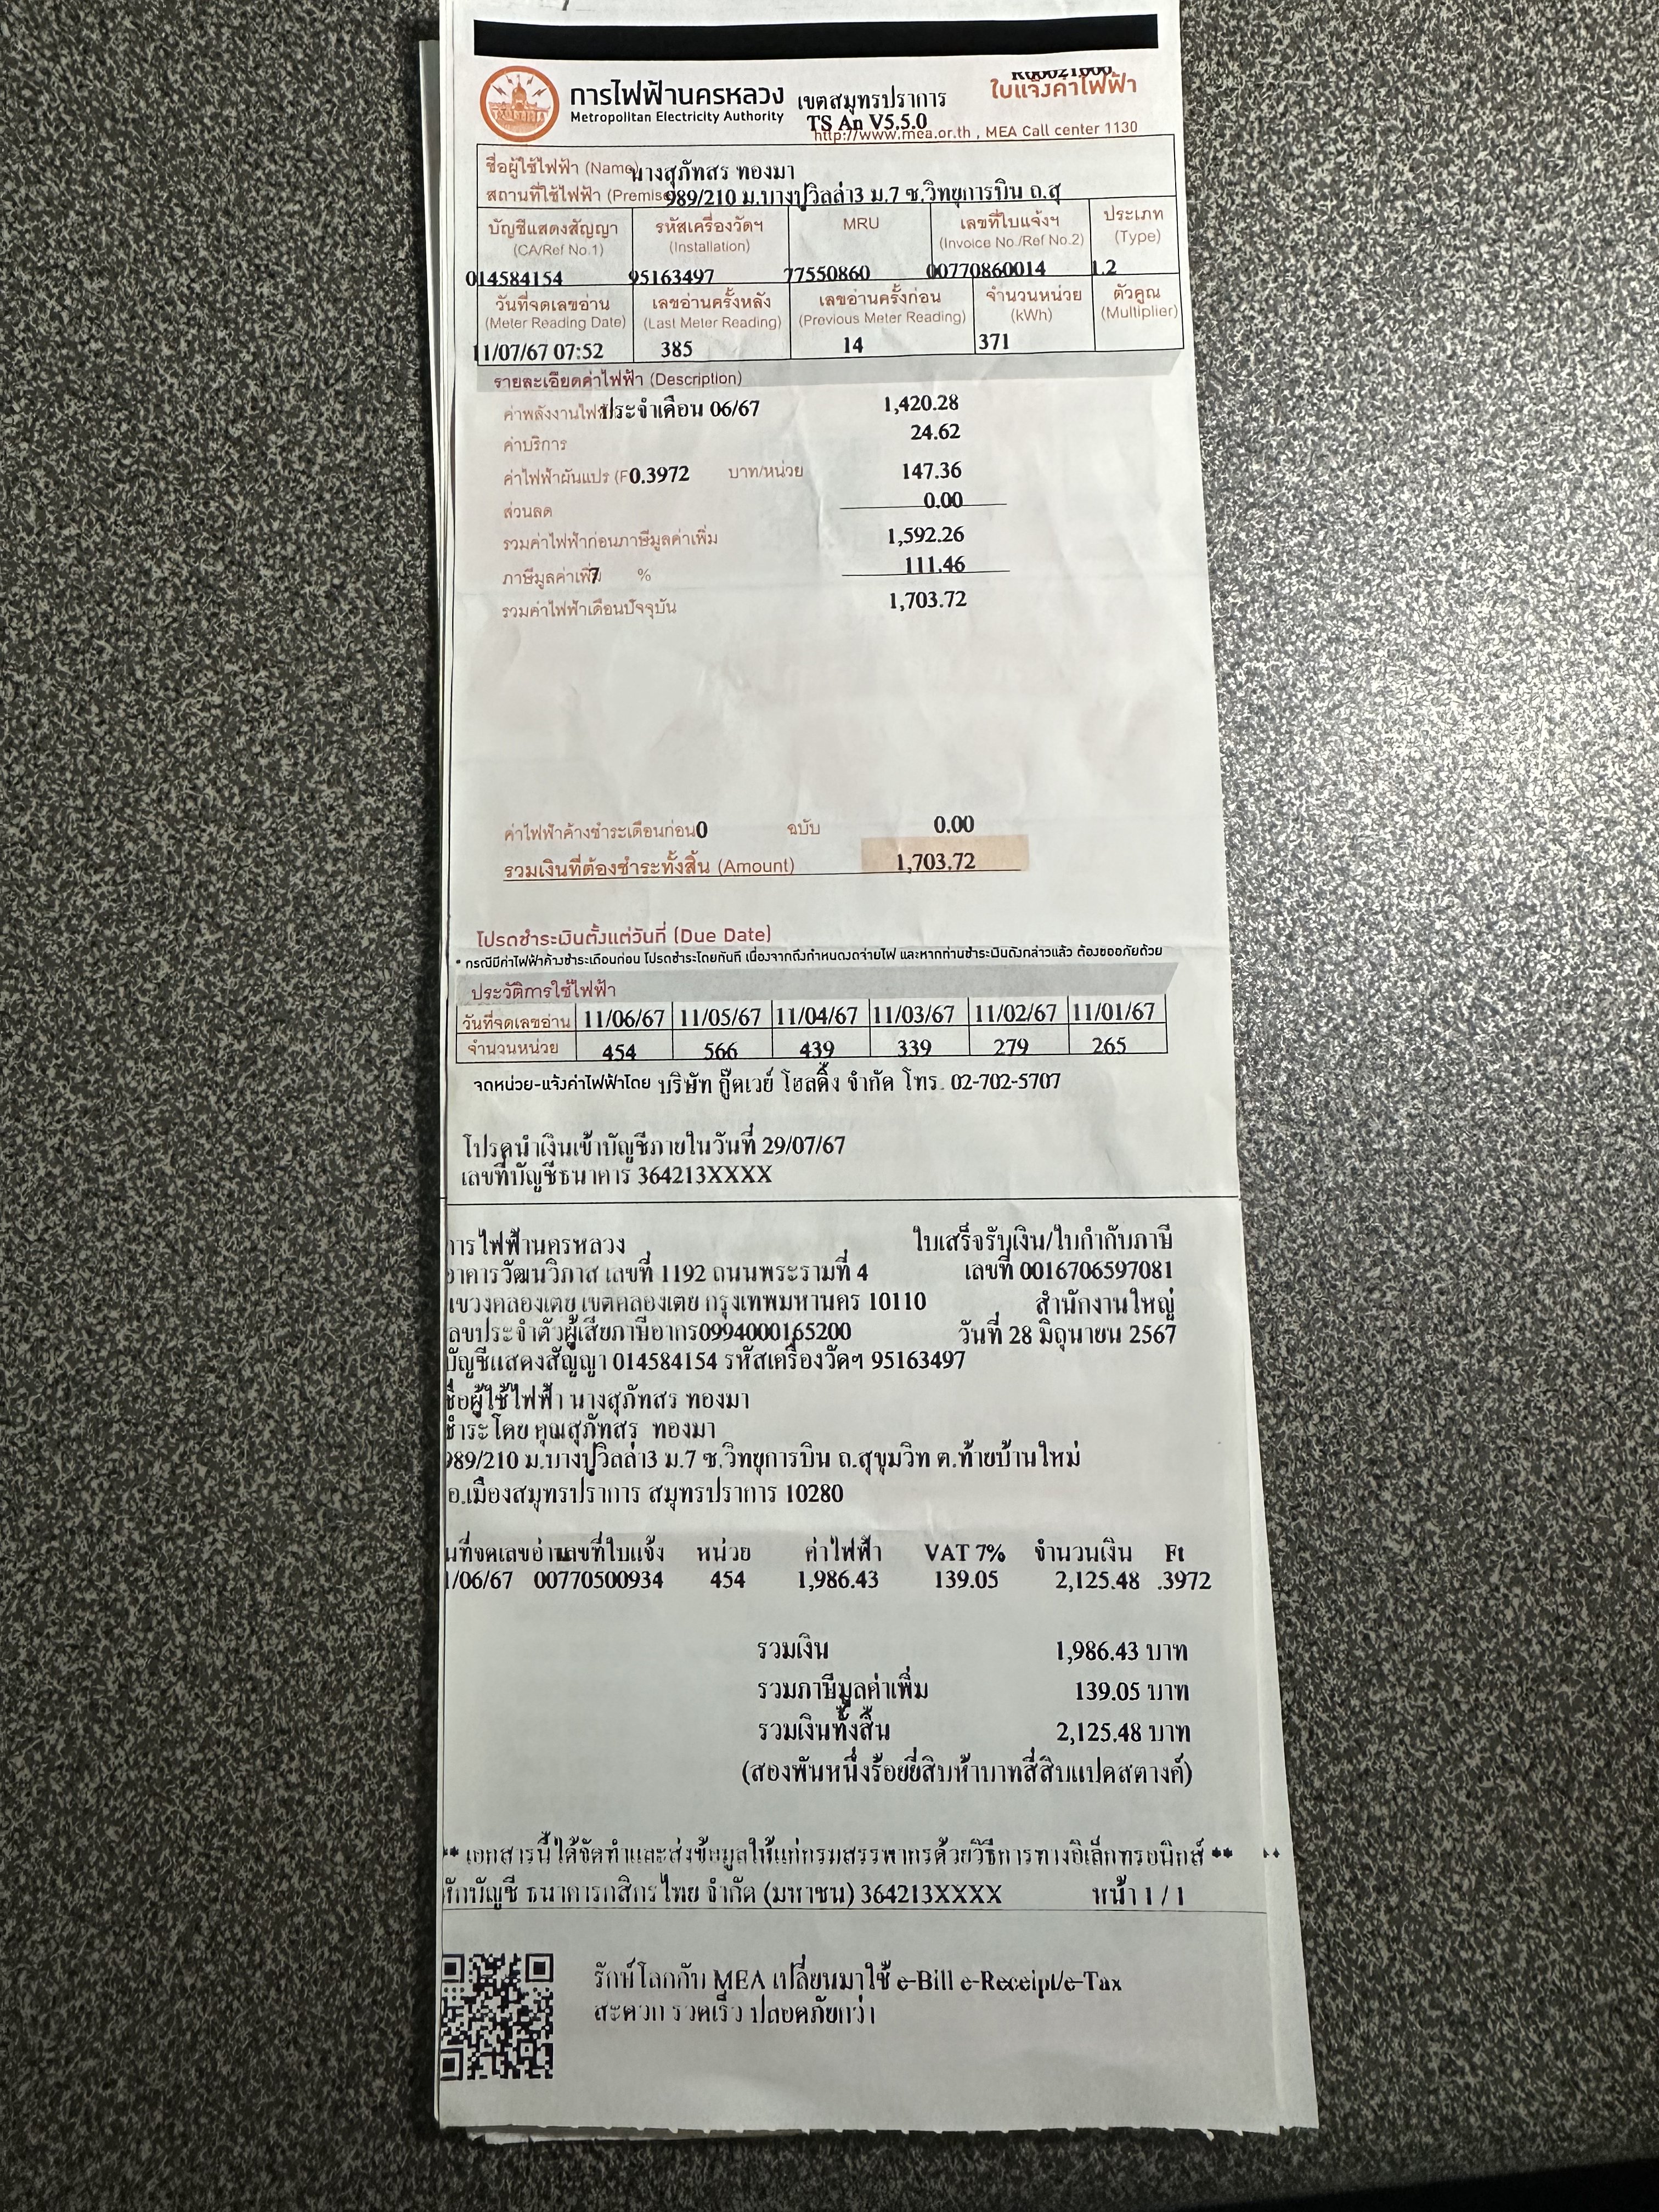 การไฟฟ้านครหลวง เขตสมุทรปราการ ใบแจ้งค่าไฟฟ้า
Metropolitan Electricity Authority TS An V5.5.0
http://www.mea.or.th , MEA Call center 1130
ชื่อผู้ใช้ไฟฟ้า (Name) นางสุภัทสร ทองมา
สถานที่ใช้ไฟฟ้า (Premise 989/210 ม.บางปูวิลล่า3 ม.7 ซ.วิทยุการบิน ถ.สุ
บัญชีแสดงสัญญา รหัสเครื่องวัดฯ MRU เลขที่ใบแจ้งฯ ประเภท
(CA/Ref No.1) (Installation) (Invoice No./Ref No.2) (Type)
014584154 95163497 77550860 00770860014 1.2
วันที่จดเลขอ่าน เลขอ่านครั้งหลัง เลขอ่านครั้งก่อน จำนวนหน่วย ตัวคูณ
(Meter Reading Date) (Last Meter Reading) (Previous Meter Reading) (kWh) (Multiplier)
11/07/67 07:52 385 14 371
รายละเอียดค่าไฟฟ้า (Description)
ค่าพลังงานไฟฟ้า ประจำเดือน 06/67 1,420.28
ค่าบริการ 24.62
ค่าไฟฟ้าผันแปร (F 0.3972 บาท/หน่วย 147.36
ส่วนลด 0.00
รวมค่าไฟฟ้าก่อนภาษีมูลค่าเพิ่ม 1,592.26
ภาษีมูลค่าเพิ่ม 7 % 111.46
รวมค่าไฟฟ้าเดือนปัจจุบัน 1,703.72
ค่าไฟฟ้าค้างชำระเดือนก่อน 0 ฉบับ 0.00
รวมเงินที่ต้องชำระทั้งสิ้น (Amount) 1,703.72
โปรดชำระเงินตั้งแต่วันที่ (Due Date)
* กรณีมีค่าไฟฟ้าค้างชำระเดือนก่อน โปรดชำระโดยทันที เนื่องจากถึงกำหนดงดจ่ายไฟ และหากท่านชำระเงินดังกล่าวแล้ว ต้องขออภัยด้วย
ประวัติการใช้ไฟฟ้า
วันที่จดเลขอ่าน 11/06/67 11/05/67 11/04/67 11/03/67 11/02/67 11/01/67
จำนวนหน่วย 454 566 439 339 279 265
จดหน่วย-แจ้งค่าไฟฟ้าโดย บริษัท กู๊ดเวย์ โฮลดิ้ง จำกัด โทร. 02-702-5707
โปรดนำเงินเข้าบัญชีภายในวันที่ 29/07/67
เลขที่บัญชีธนาคาร 364213XXXX
การไฟฟ้านครหลวง ใบเสร็จรับเงิน/ใบกำกับภาษี
อาคารวัฒนวิภาส เลขที่ 1192 ถนนพระรามที่ 4 เลขที่ 0016706597081
แขวงคลองเตย เขตคลองเตย กรุงเทพมหานคร 10110 สำนักงานใหญ่
ลขประจำตัวผู้เสียภาษีอากร0994000165200 วันที่ 28 มิถุนายน 2567
บัญชีแสดงสัญญา 014584154 รหัสเครื่องวัดฯ 95163497
ชื่อผู้ใช้ไฟฟ้า นางสุภัทสร ทองมา
ชำระโดย คุณสุภัทสร ทองมา
989/210 ม.บางปูวิลล่า3 ม.7 ซ.วิทยุการบิน ถ.สุขุมวิท ต.ท้ายบ้านใหม่
อ.เมืองสมุทรปราการ สมุทรปราการ 10280
นที่จดเลขอ่าน เลขที่ใบแจ้ง หน่วย ค่าไฟฟ้า VAT 7% จำนวนเงิน Ft
1/06/67 00770500934 454 1,986.43 139.05 2,125.48 .3972
รวมเงิน 1,986.43 บาท
รวมภาษีมูลค่าเพิ่ม 139.05 บาท
รวมเงินทั้งสิ้น 2,125.48 บาท
(สองพันหนึ่งร้อยยี่สิบห้าบาทสี่สิบแปดสตางค์)
** เอกสารนี้ได้จัดทำและส่งข้อมูลให้แก่กรมสรรพากรด้วยวิธีการทางอิเล็กทรอนิกส์ ** **
หักบัญชี ธนาคารกสิกรไทย จำกัด (มหาชน) 364213XXXX หน้า 1 / 1
รักษ์โลกกับ MEA เปลี่ยนมาใช้ e-Bill e-Receipt/e-Tax
สะดวก รวดเร็ว ปลอดภัยกว่า